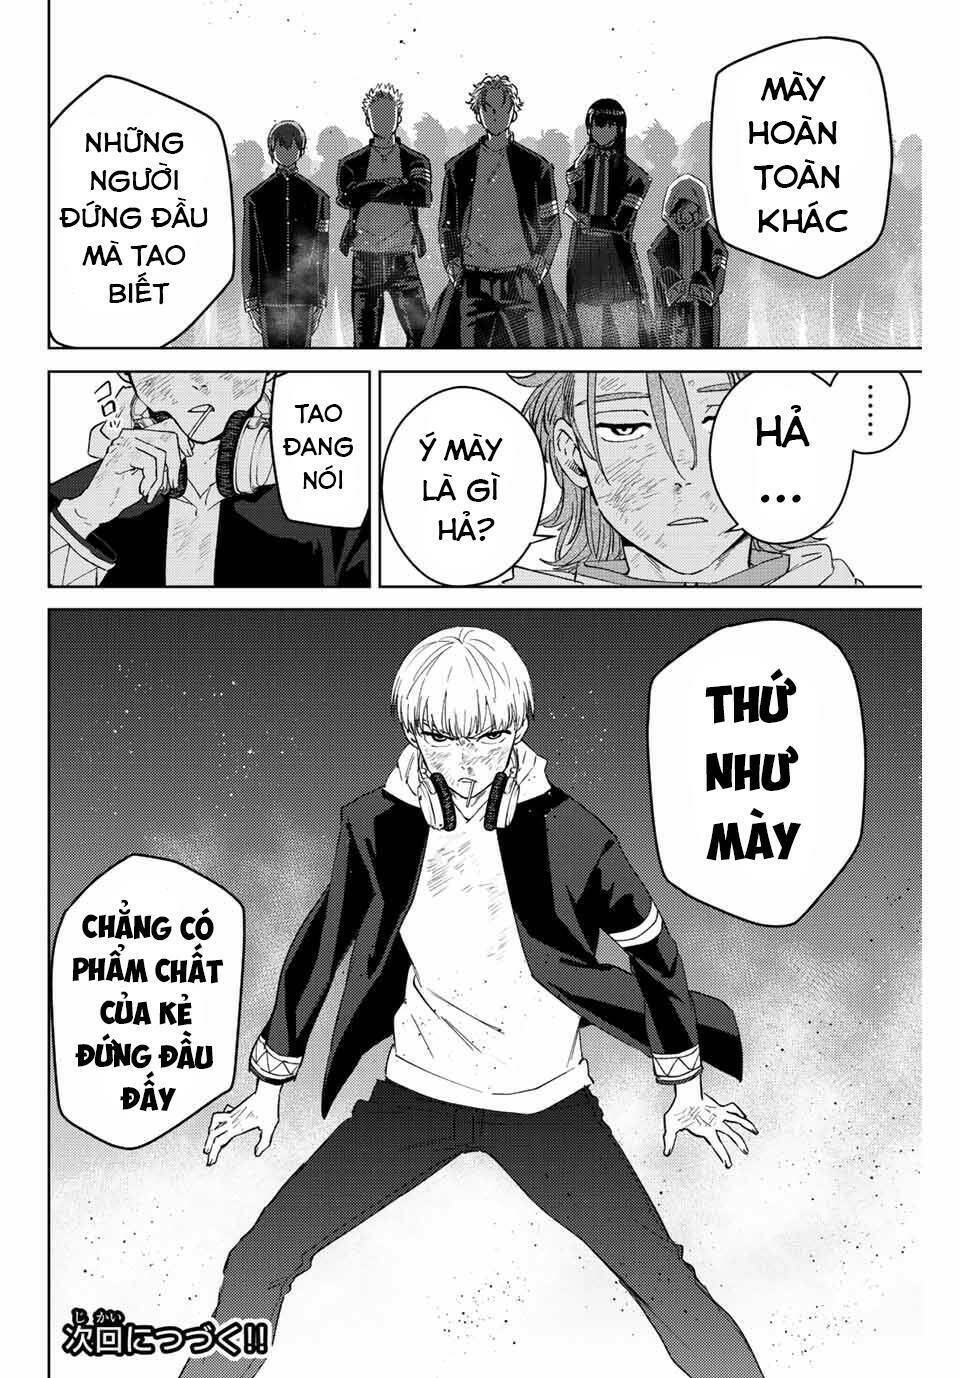 MÀY
HOÀN
TOÀN
KHÁC
NHỮNG
NGƯỜI
ĐỨNG ĐẦU
MÀ TAO
BIẾT
......
HẢ
...
Ý MÀY
LÀ GÌ
HẢ?
TAO
ĐANG
NÓI
THỨ
NHƯ
MÀY
CHẲNG CÓ
PHẨM CHẤT
CỦA KẺ
ĐỨNG ĐẦU
ĐẤY
じかい
次回につづく!!